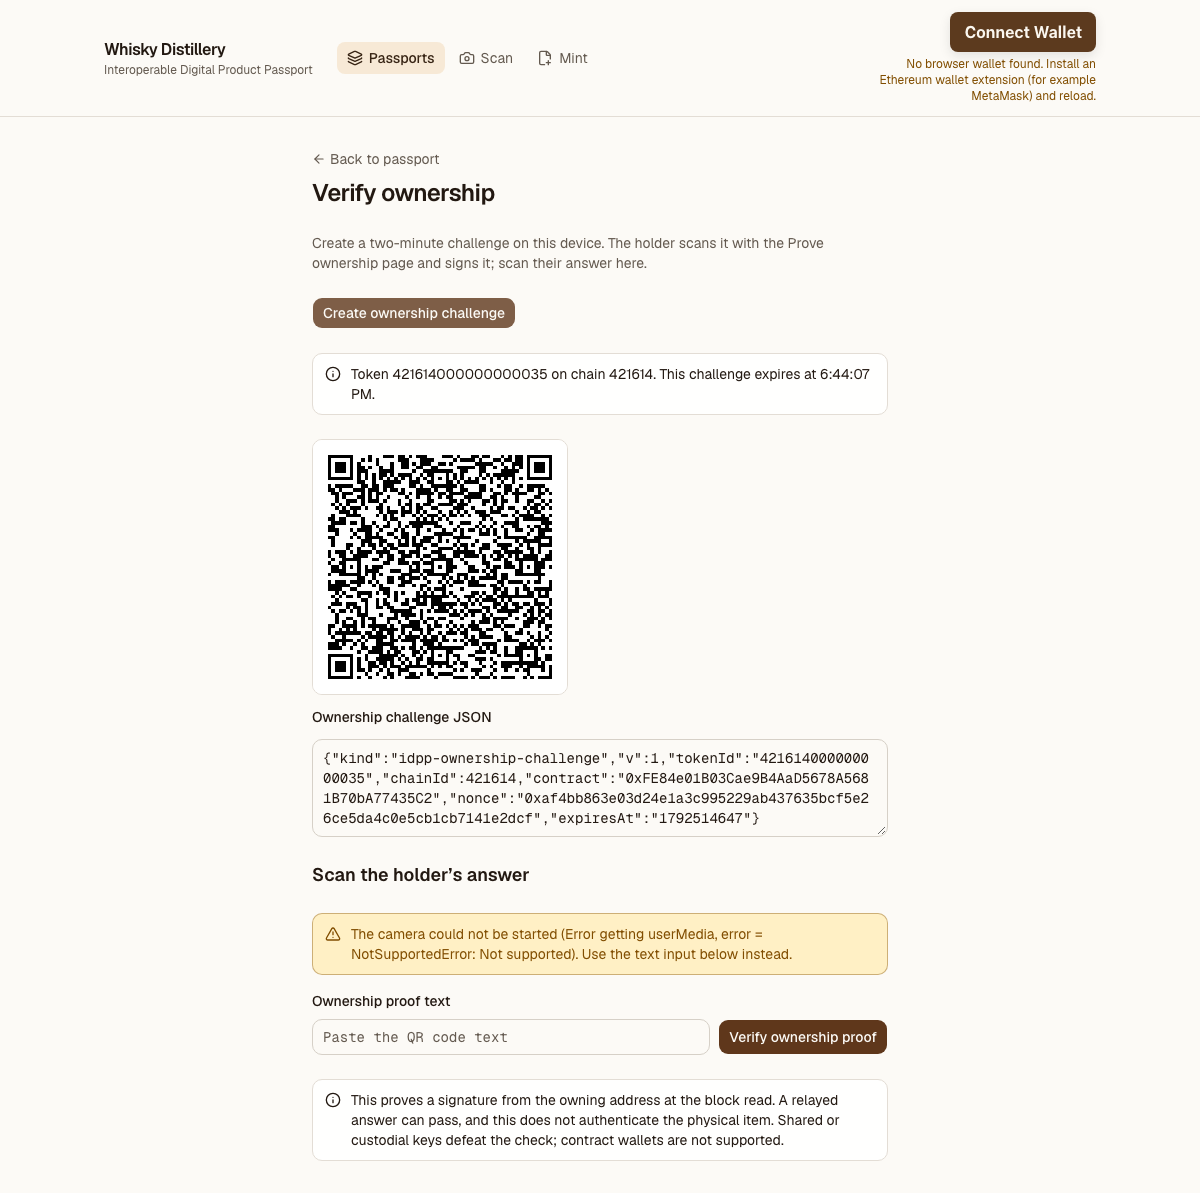 Whisky Distillery
Interoperable Digital Product Passport
Passports
Scan
Mint
Connect Wallet
No browser wallet found. Install an
Ethereum wallet extension (for example
MetaMask) and reload.
← Back to passport
Verify ownership
Create a two-minute challenge on this device. The holder scans it with the Prove
ownership page and signs it; scan their answer here.
Create ownership challenge
Token 421614000000000035 on chain 421614. This challenge expires at 6:44:07
PM.
Ownership challenge JSON
{"kind":"idpp-ownership-challenge","v":1,"tokenId":"4216140000000
00035","chainId":421614,"contract":"0xFE84e01B03Cae9B4AaD5678A568
1B70bA77435C2","nonce":"0xaf4bb863e03d24e1a3c995229ab437635bcf5e2
6ce5da4c0e5cb1cb7141e2dcf","expiresAt":"1792514647"}
Scan the holder’s answer
The camera could not be started (Error getting userMedia, error =
NotSupportedError: Not supported). Use the text input below instead.
Ownership proof text
Paste the QR code text
Verify ownership proof
This proves a signature from the owning address at the block read. A relayed
answer can pass, and this does not authenticate the physical item. Shared or
custodial keys defeat the check; contract wallets are not supported.